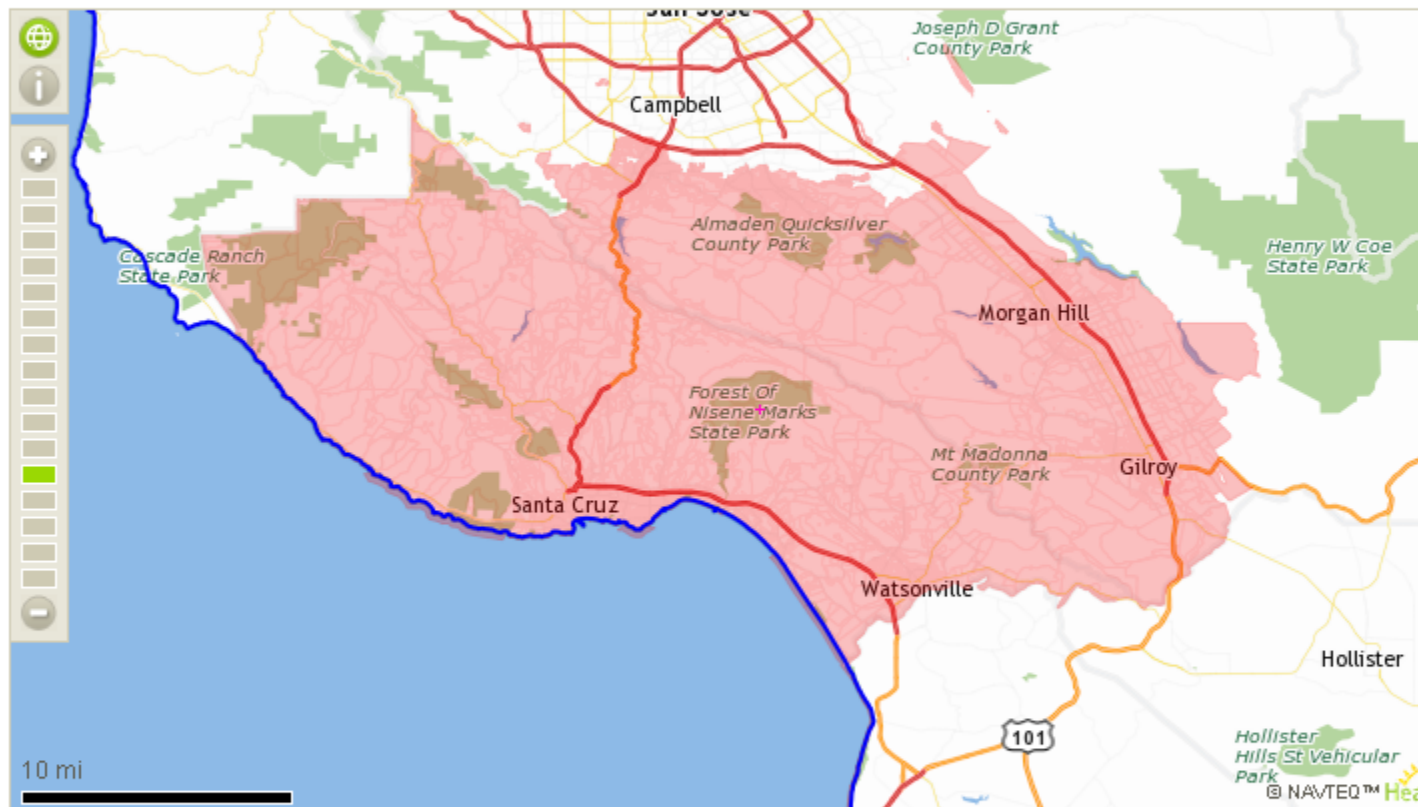 San Jose
Joseph D Grant
County Park
Campbell
Almaden Quicksilver
County Park
Cascade Ranch
State Park
Henry W Coe
State Park
Morgan Hill
Forest Of
Nisene Marks
State Park
Mt Madonna
County Park
Gilroy
Santa Cruz
Watsonville
Hollister
101
Hollister
Hills St Vehicular
Park
10 mi
© NAVTEQ™